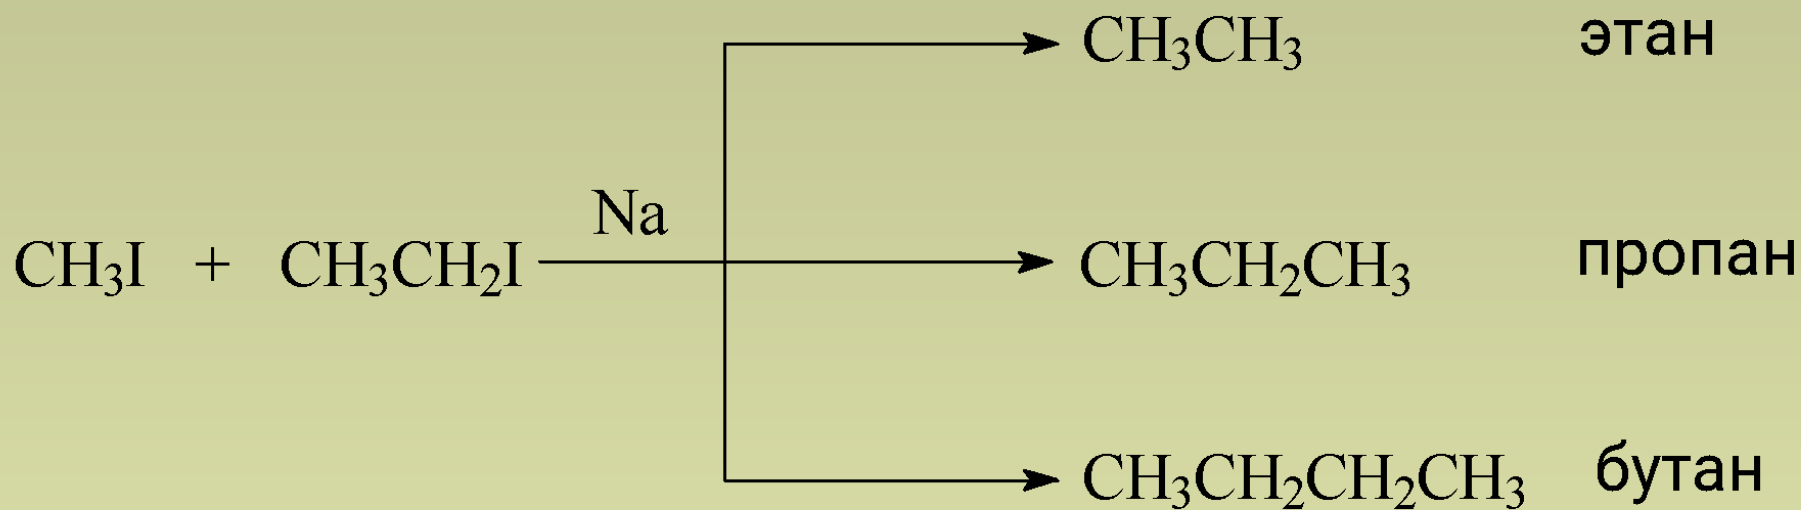 CH₃CH₃ этан
Na
CH₃I + CH₃CH₂I CH₃CH₂CH₃ пропан
CH₃CH₂CH₂CH₃ бутан